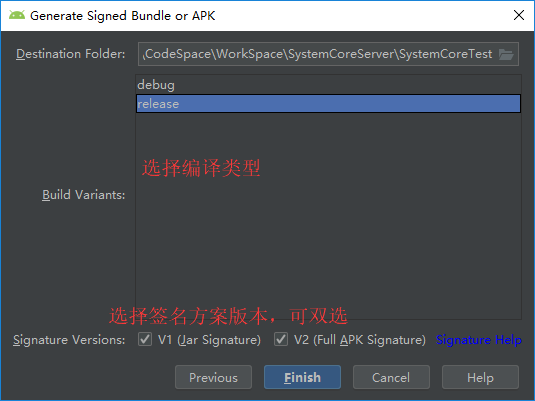 Generate Signed Bundle or APK
Destination Folder: \CodeSpace\WorkSpace\SystemCoreServer\SystemCoreTest
debug
release
选择编译类型
Build Variants:
选择签名方案版本，可双选
Signature Versions: V1 (Jar Signature) V2 (Full APK Signature) Signature Help
Previous Finish Cancel Help